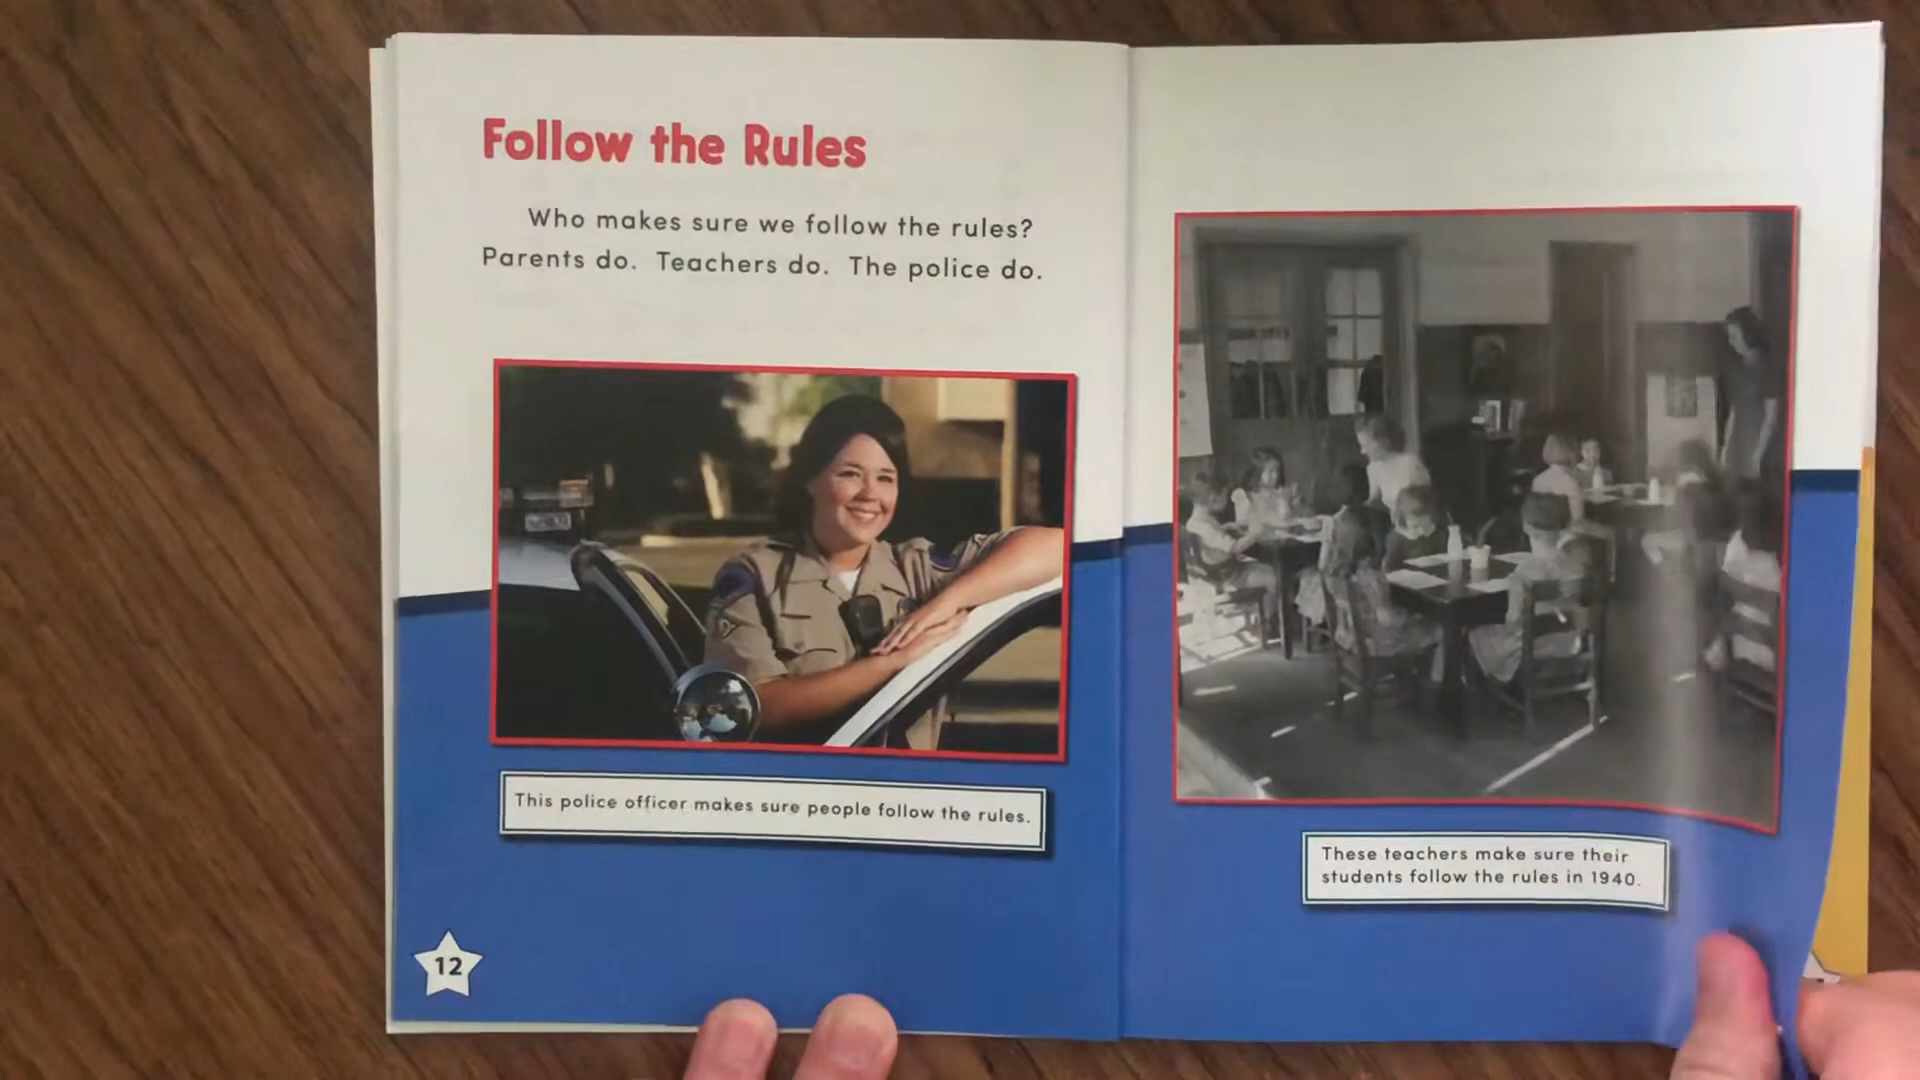 Follow the Rules
Who makes sure we follow the rules?
Parents do. Teachers do. The police do.
This police officer makes sure people follow the rules.
12
These teachers make sure their
students follow the rules in 1940.